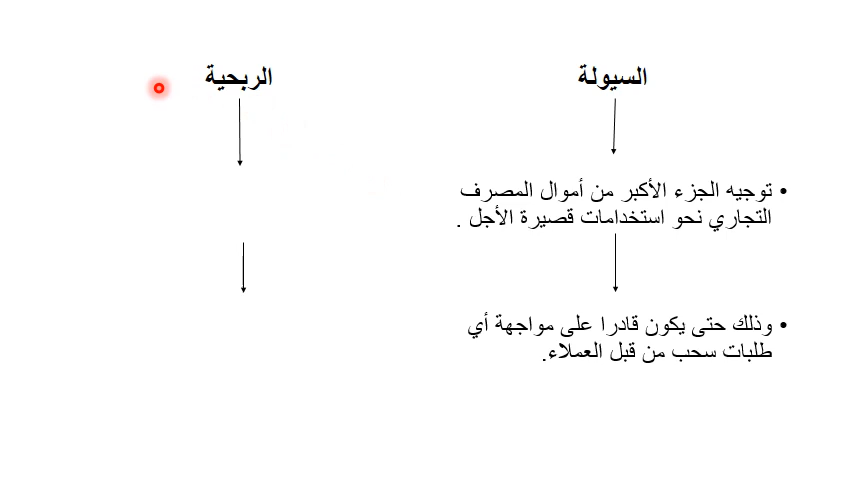 السيولة
الربحية
• توجيه الجزء الأكبر من أموال المصرف
التجاري نحو استخدامات قصيرة الأجل .
• وذلك حتى يكون قادرا على مواجهة أي
طلبات سحب من قبل العملاء.